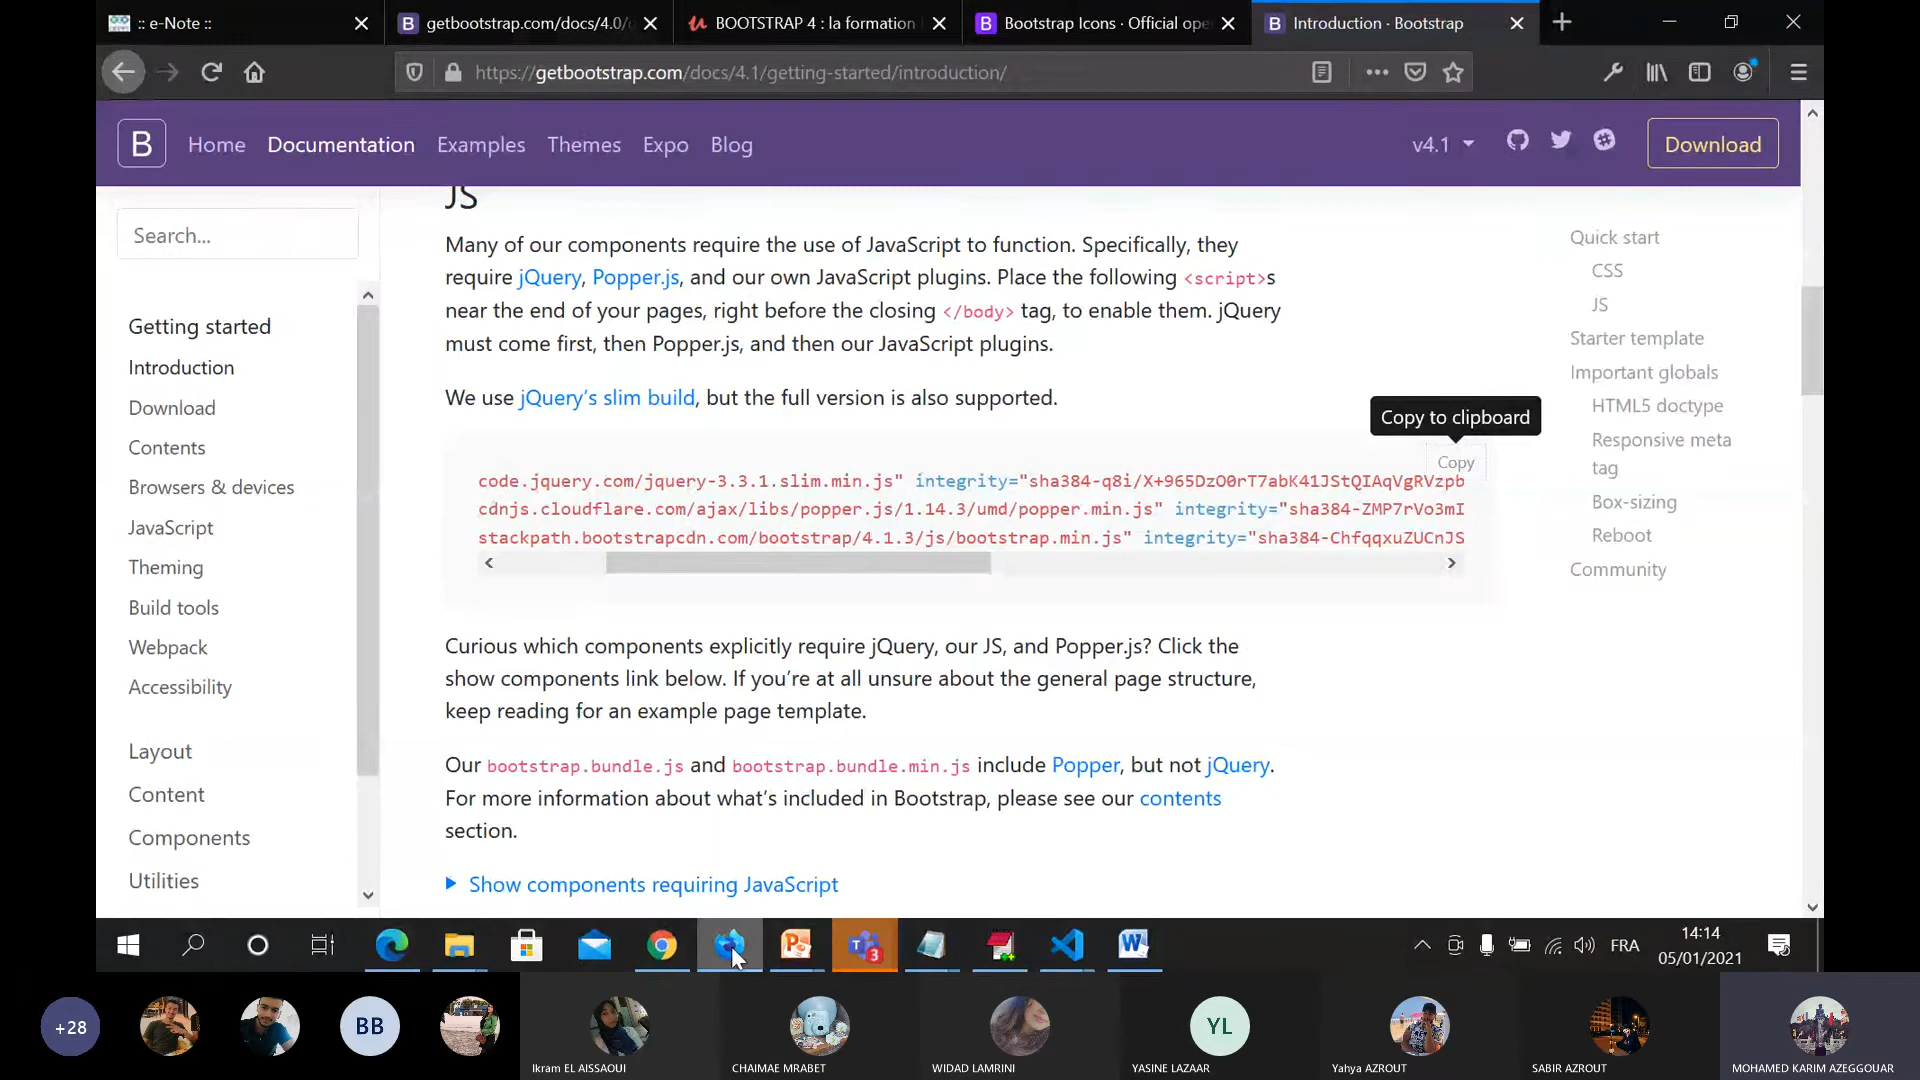 :: e-Note ::
getbootstrap.com/docs/4.0/
BOOTSTRAP 4 : la formation
Bootstrap Icons · Official ope
Introduction · Bootstrap
https://getbootstrap.com/docs/4.1/getting-started/introduction/
B
Home
Documentation
Examples
Themes
Expo
Blog
v4.1
Download
Search...
Getting started
Introduction
Download
Contents
Browsers & devices
JavaScript
Theming
Build tools
Webpack
Accessibility
Layout
Content
Components
Utilities
JS
Many of our components require the use of JavaScript to function. Specifically, they
require jQuery, Popper.js, and our own JavaScript plugins. Place the following <script>s
near the end of your pages, right before the closing </body> tag, to enable them. jQuery
must come first, then Popper.js, and then our JavaScript plugins.
We use jQuery’s slim build, but the full version is also supported.
Copy to clipboard
Copy
code.jquery.com/jquery-3.3.1.slim.min.js" integrity="sha384-q8i/X+965DzO0rT7abK41JStQIAqVgRVzpb
cdnjs.cloudflare.com/ajax/libs/popper.js/1.14.3/umd/popper.min.js" integrity="sha384-ZMP7rVo3mI
stackpath.bootstrapcdn.com/bootstrap/4.1.3/js/bootstrap.min.js" integrity="sha384-ChfqqxuZUCnJS
Curious which components explicitly require jQuery, our JS, and Popper.js? Click the
show components link below. If you’re at all unsure about the general page structure,
keep reading for an example page template.
Our bootstrap.bundle.js and bootstrap.bundle.min.js include Popper, but not jQuery.
For more information about what’s included in Bootstrap, please see our contents
section.
Show components requiring JavaScript
Quick start
CSS
JS
Starter template
Important globals
HTML5 doctype
Responsive meta
tag
Box-sizing
Reboot
Community
3
FRA
14:14
05/01/2021
+28
BB
YL
Ikram EL AISSAOUI
CHAIMAE MRABET
WIDAD LAMRINI
YASINE LAZAAR
Yahya AZROUT
SABIR AZROUT
MOHAMED KARIM AZEGGOUAR